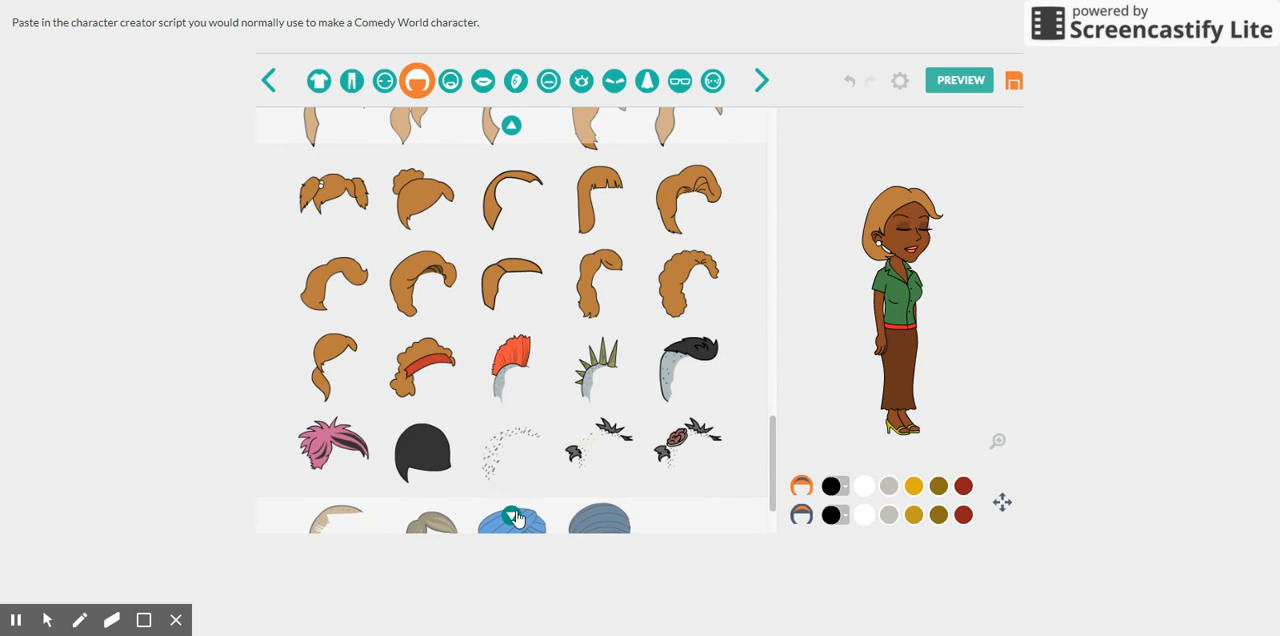 Paste in the character creator script you would normally use to make a Comedy World character.
powered by
Screencastify Lite
PREVIEW